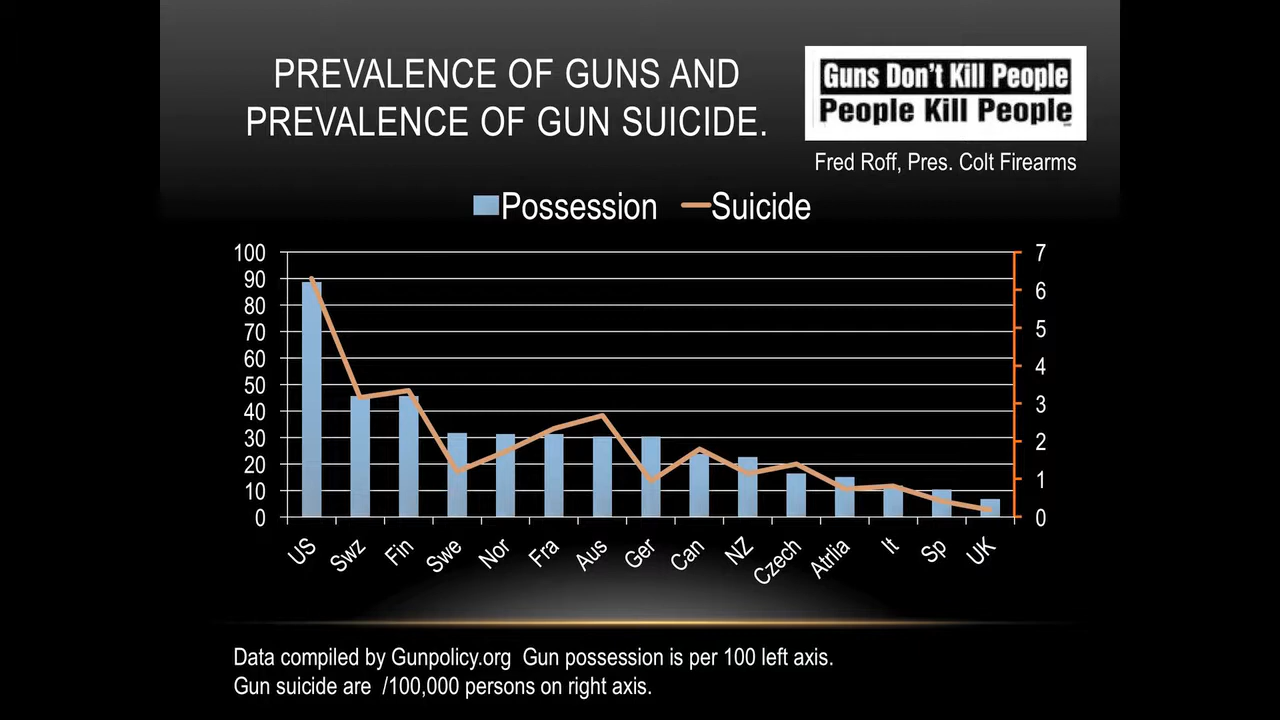 PREVALENCE OF GUNS AND
PREVALENCE OF GUN SUICIDE.
Guns Don't Kill People
People Kill People
Fred Roff, Pres. Colt Firearms
Possession Suicide
100
90
80
70
60
50
40
30
20
10
0
7
6
5
4
3
2
1
0
US Swz Fin Swe Nor Fra Aus Ger Can NZ Czech Atrlia It Sp UK
Data compiled by Gunpolicy.org Gun possession is per 100 left axis.
Gun suicide are /100,000 persons on right axis.